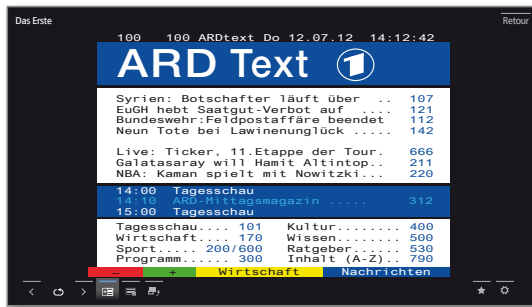 Das Erste
Retour
100 100 ARDtext Do 12.07.12 14:12:42
ARD Text 1
Syrien: Botschafter läuft über .. 107
EuGH hebt Saatgut-Verbot auf .... 121
Bundeswehr:Feldpostaffäre beendet 112
Neun Tote bei Lawinenunglück ..... 142
Live: Ticker, 11.Etappe der Tour. 666
Galatasaray will Hamit Altintop.. 211
NBA: Kaman spielt mit Nowitzki... 220
14:00 Tagesschau
14:10 ARD-Mittagsmagazin ..... 312
15:00 Tagesschau
Tagesschau.... 101 Kultur........ 400
Wirtschaft.... 170 Wissen........ 500
Sport..... 200/600 Ratgeber...... 530
Programm...... 300 Inhalt (A-Z).. 790
– + Wirtschaft Nachrichten